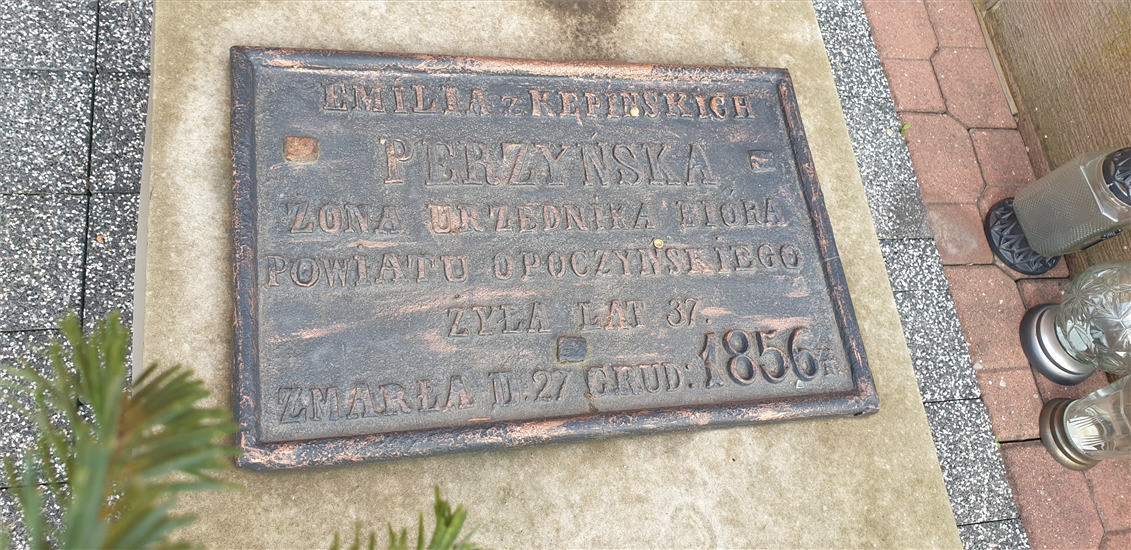 EMILIA z KĘPIŃSKICH
PERZYŃSKA
ŻONA URZĘDNIKA BIÓRA
POWIATU OPOCZYŃSKIEGO
ŻYŁA LAT 37.
ZMARŁA D. 27 GRUD: 1856 r.